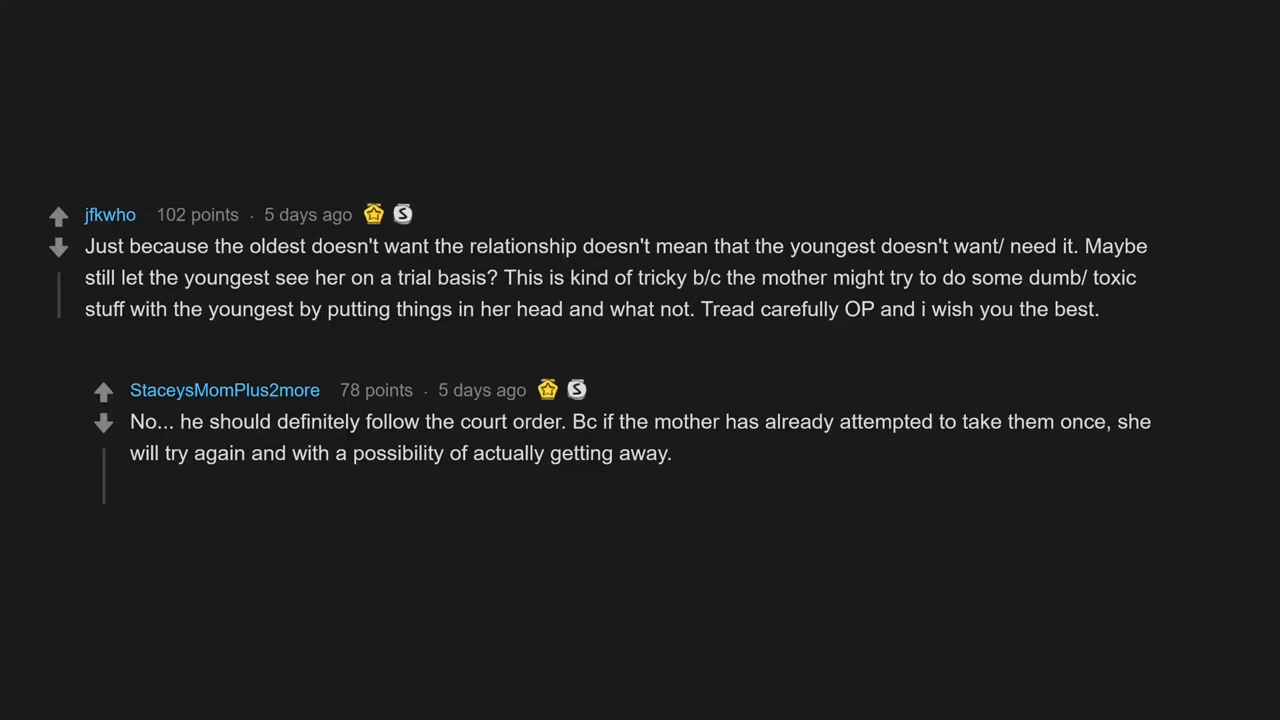 jfkwho 102 points · 5 days ago
Just because the oldest doesn't want the relationship doesn't mean that the youngest doesn't want/ need it. Maybe
still let the youngest see her on a trial basis? This is kind of tricky b/c the mother might try to do some dumb/ toxic
stuff with the youngest by putting things in her head and what not. Tread carefully OP and i wish you the best.
StaceysMomPlus2more 78 points · 5 days ago
No... he should definitely follow the court order. Bc if the mother has already attempted to take them once, she
will try again and with a possibility of actually getting away.